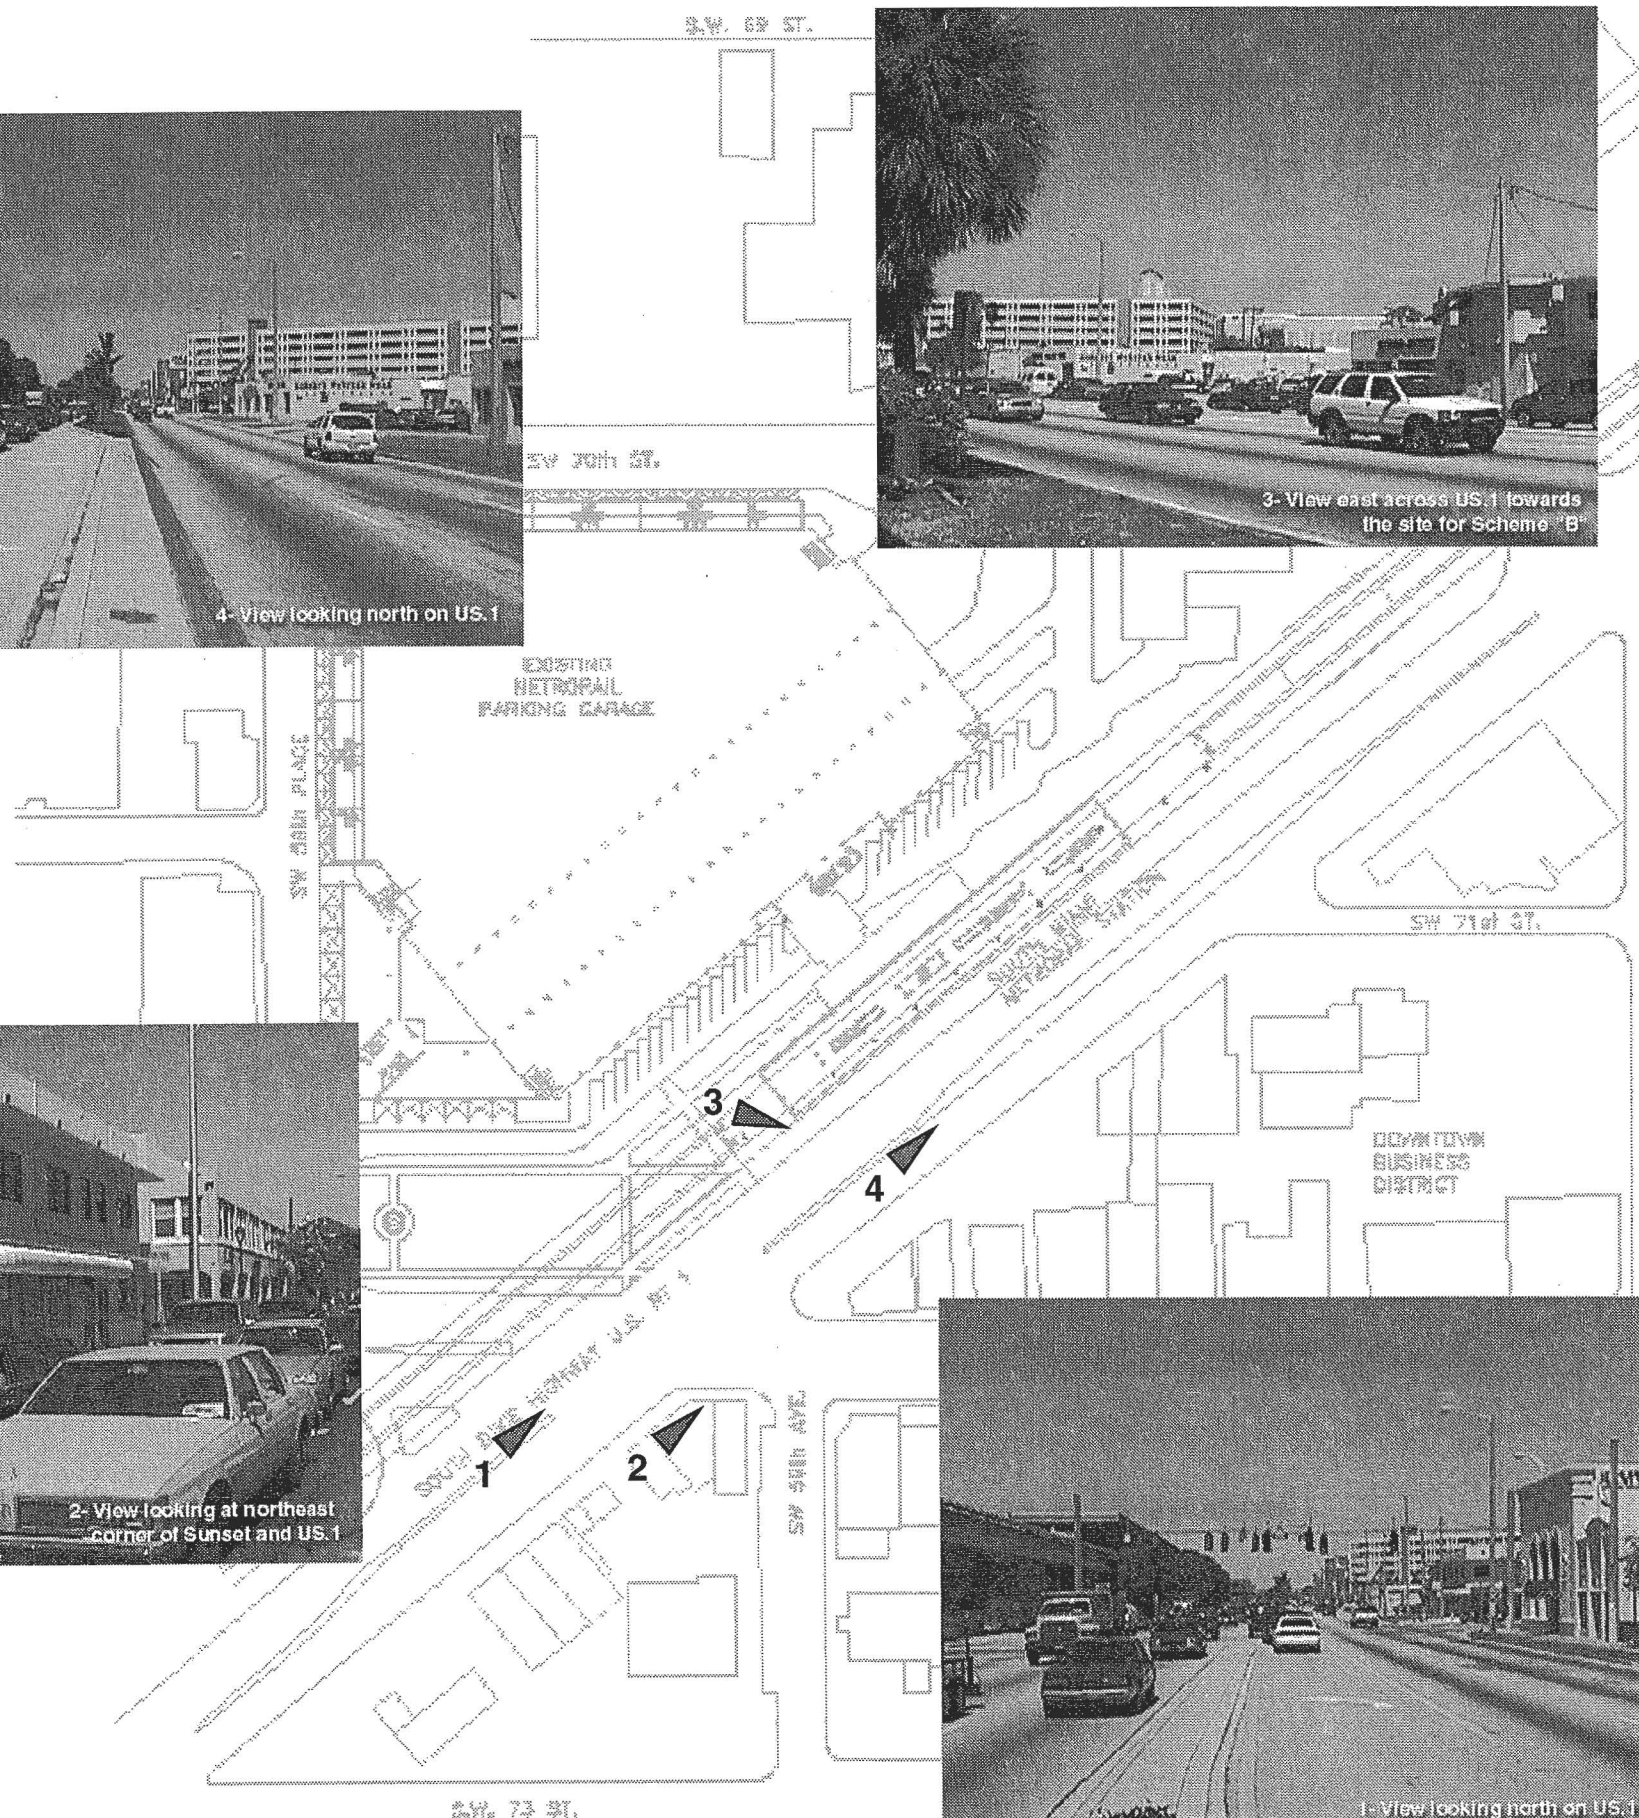 S.W. 69 ST.
3- View east across US.1 towards
the site for Scheme "B"
SW 70th ST.
4- View looking north on US.1
EXISTING
METRORAIL
PARKING GARAGE
SW 59th PLACE
SW 71st ST.
METRORAIL STATION
3
4
DOWNTOWN
BUSINESS
DISTRICT
SOUTH DIXIE HIGHWAY U.S. RT 1
1
2
SW 58th AVE.
2- View looking at northeast
corner of Sunset and US.1
S.W. 73 ST.
1- View looking north on US.1